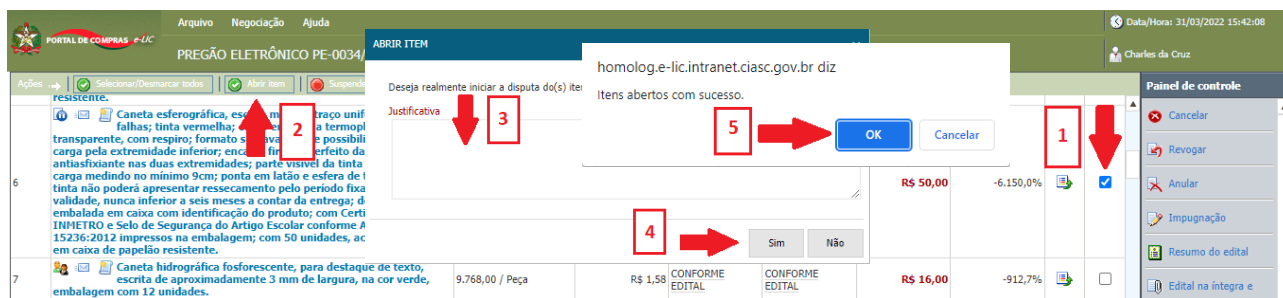 Arquivo Negociação Ajuda
Data/Hora: 31/03/2022 15:42:08
PORTAL DE COMPRAS e-LIC
PREGÃO ELETRÔNICO PE-0034/
Charles da Cruz
Ações
Selecionar/Desmarcar todos
Abrir item
Suspende
Painel de controle
ABRIR ITEM
Deseja realmente iniciar a disputa do(s) ite
Justificativa
3
4
Sim
Não
homolog.e-lic.intranet.ciasc.gov.br diz
Itens abertos com sucesso.
5
OK
Cancelar
1
2
resistente.
Caneta esferográfica, traço unif
falhas; tinta vermelha; a termopl
transparente, com respiro; formato possibili
carga pela extremidade inferior; perfeito da
antiasfixiante nas duas extremidades; parte visível da tinta
6
carga medindo no mínimo 9cm; ponta em latão e esfera de
R$ 50,00
-6.150,0%
tinta não poderá apresentar ressecamento pelo período fixa
validade, nunca inferior a seis meses a contar da entrega;
embalada em caixa com identificação do produto; com Certi
INMETRO e Selo de Segurança do Artigo Escolar conforme A
15236:2012 impressos na embalagem; com 50 unidades, ac
em caixa de papelão resistente.
7
Caneta hidrográfica fosforescente, para destaque de texto,
escrita de aproximadamente 3 mm de largura, na cor verde,
embalagem com 12 unidades.
9.768,00 / Peça
R$ 1,58
CONFORME
EDITAL
CONFORME
EDITAL
R$ 16,00
-912,7%
Cancelar
Revogar
Anular
Impugnação
Resumo do edital
Edital na íntegra e